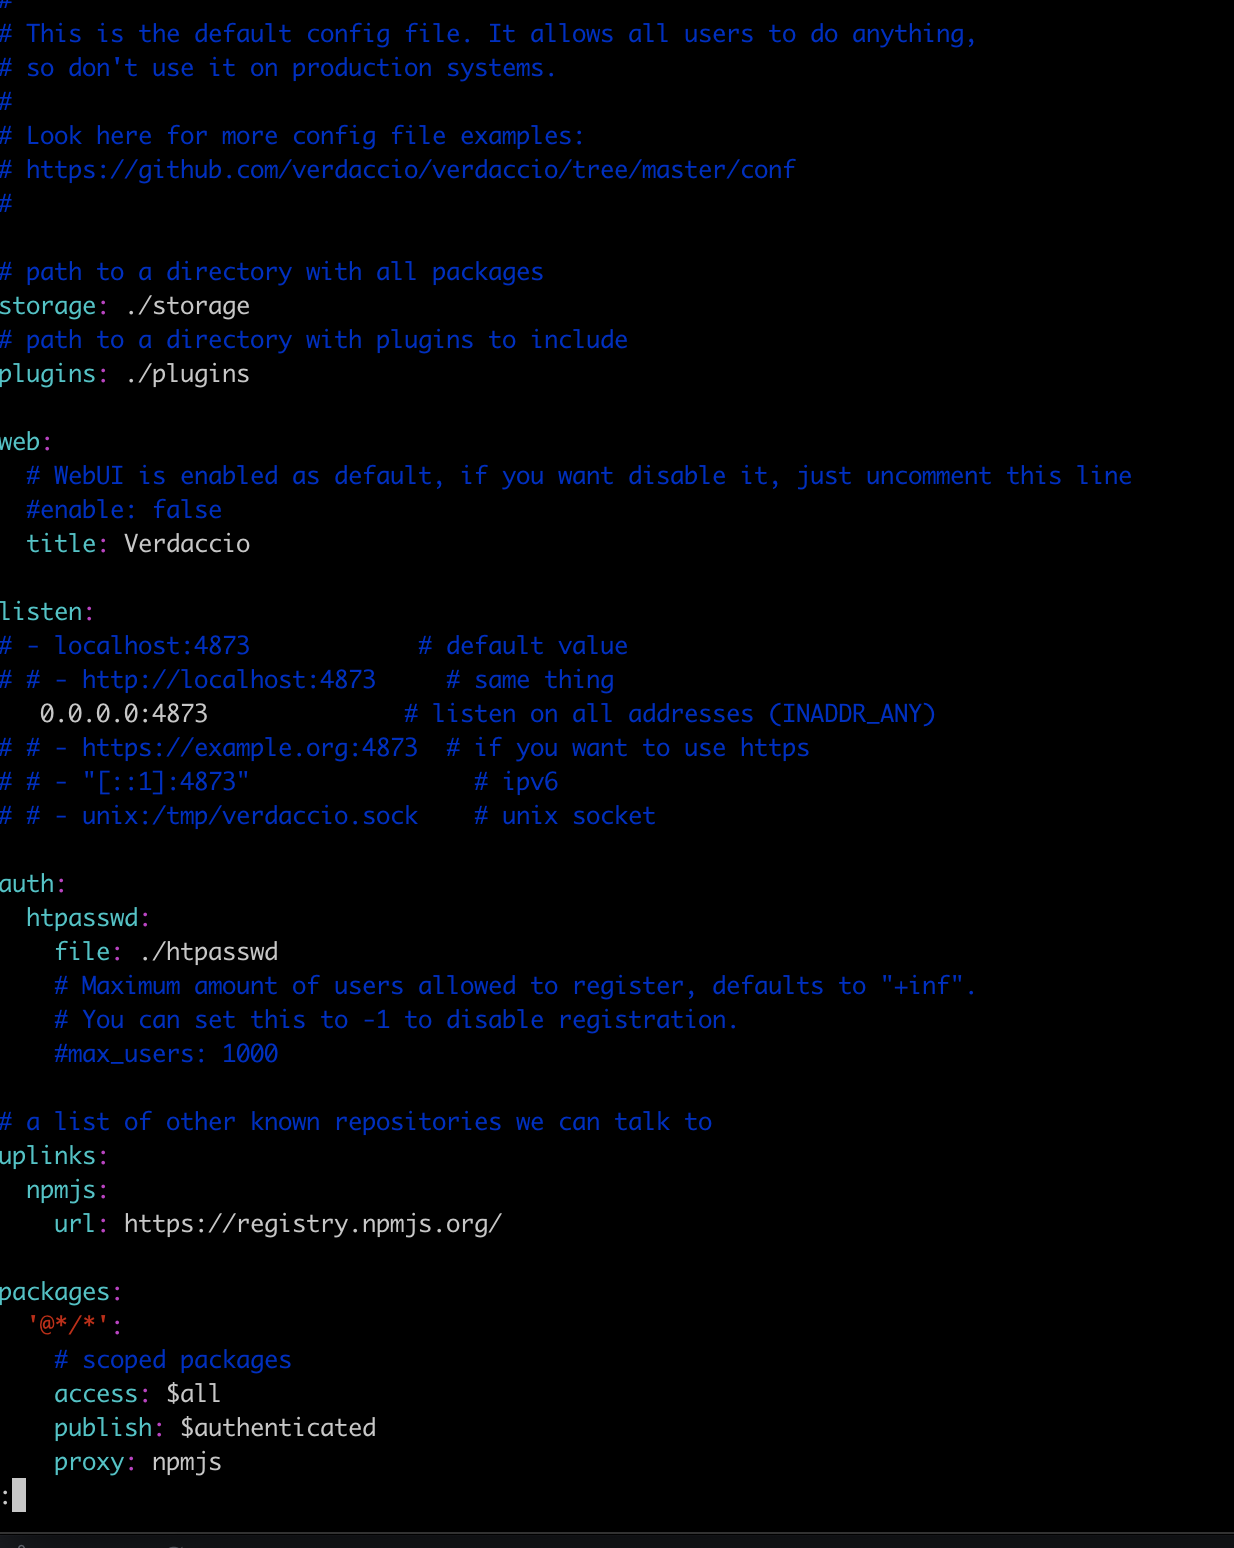 #
# This is the default config file. It allows all users to do anything,
# so don't use it on production systems.
#
# Look here for more config file examples:
# https://github.com/verdaccio/verdaccio/tree/master/conf
#

# path to a directory with all packages
storage: ./storage
# path to a directory with plugins to include
plugins: ./plugins

web:
  # WebUI is enabled as default, if you want disable it, just uncomment this line
  #enable: false
  title: Verdaccio

listen:
# - localhost:4873            # default value
# # - http://localhost:4873     # same thing
   0.0.0.0:4873              # listen on all addresses (INADDR_ANY)
# # - https://example.org:4873  # if you want to use https
# # - "[::1]:4873"                # ipv6
# # - unix:/tmp/verdaccio.sock    # unix socket

auth:
  htpasswd:
    file: ./htpasswd
    # Maximum amount of users allowed to register, defaults to "+inf".
    # You can set this to -1 to disable registration.
    #max_users: 1000

# a list of other known repositories we can talk to
uplinks:
  npmjs:
    url: https://registry.npmjs.org/

packages:
  '@*/*':
    # scoped packages
    access: $all
    publish: $authenticated
    proxy: npmjs
: